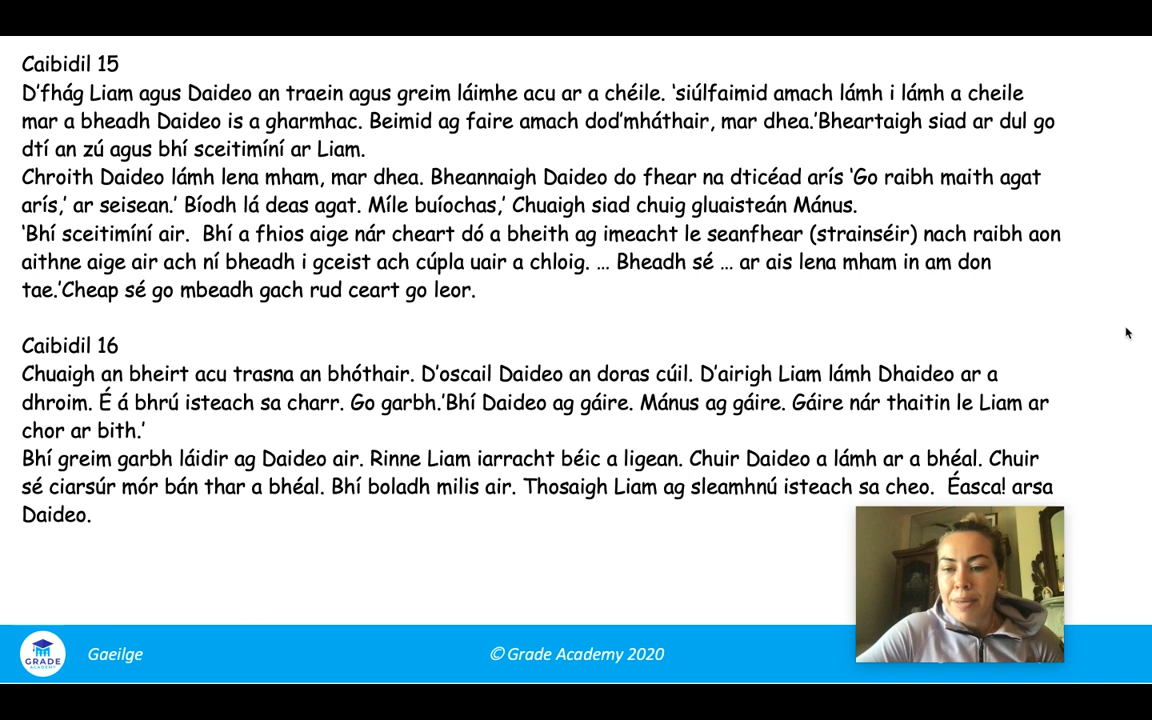 Caibidil 15
D'fhág Liam agus Daideo an traein agus greim láimhe acu ar a chéile. 'siúlfaimid amach lámh i lámh a cheile
mar a bheadh Daideo is a gharmhac. Beimid ag faire amach dod'mháthair, mar dhea.'Bheartaigh siad ar dul go
dtí an zú agus bhí sceitimíní ar Liam.
Chroith Daideo lámh lena mham, mar dhea. Bheannaigh Daideo do fhear na dticéad arís 'Go raibh maith agat
arís,' ar seisean.' Bíodh lá deas agat. Míle buíochas,' Chuaigh siad chuig gluaisteán Mánus.
'Bhí sceitimíní air.  Bhí a fhios aige nár cheart dó a bheith ag imeacht le seanfhear (strainséir) nach raibh aon
aithne aige air ach ní bheadh i gceist ach cúpla uair a chloig. ... Bheadh sé ... ar ais lena mham in am don
tae.'Cheap sé go mbeadh gach rud ceart go leor.
Caibidil 16
Chuaigh an bheirt acu trasna an bhóthair. D'oscail Daideo an doras cúil. D'airigh Liam lámh Dhaideo ar a
dhroim. É á bhrú isteach sa charr. Go garbh.'Bhí Daideo ag gáire. Mánus ag gáire. Gáire nár thaitin le Liam ar
chor ar bith.'
Bhí greim garbh láidir ag Daideo air. Rinne Liam iarracht béic a ligean. Chuir Daideo a lámh ar a bhéal. Chuir
sé ciarsúr mór bán thar a bhéal. Bhí boladh milis air. Thosaigh Liam ag sleamhnú isteach sa cheo.  Éasca! arsa
Daideo.
GRADE
ACADEMY
Gaeilge
© Grade Academy 2020